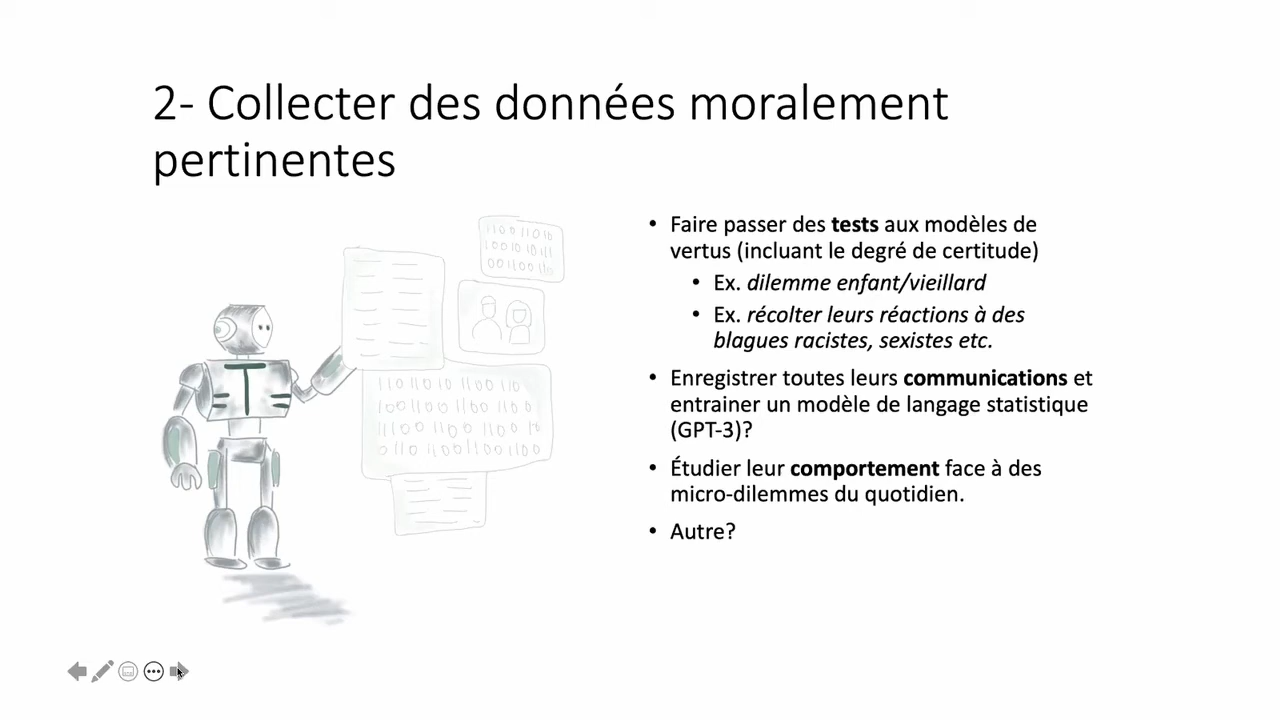 2- Collecter des données moralement
pertinentes
• Faire passer des tests aux modèles de
vertus (incluant le degré de certitude)
• Ex. dilemme enfant/vieillard
• Ex. récolter leurs réactions à des
blagues racistes, sexistes etc.
• Enregistrer toutes leurs communications et
entrainer un modèle de langage statistique
(GPT-3)?
• Étudier leur comportement face à des
micro-dilemmes du quotidien.
• Autre?